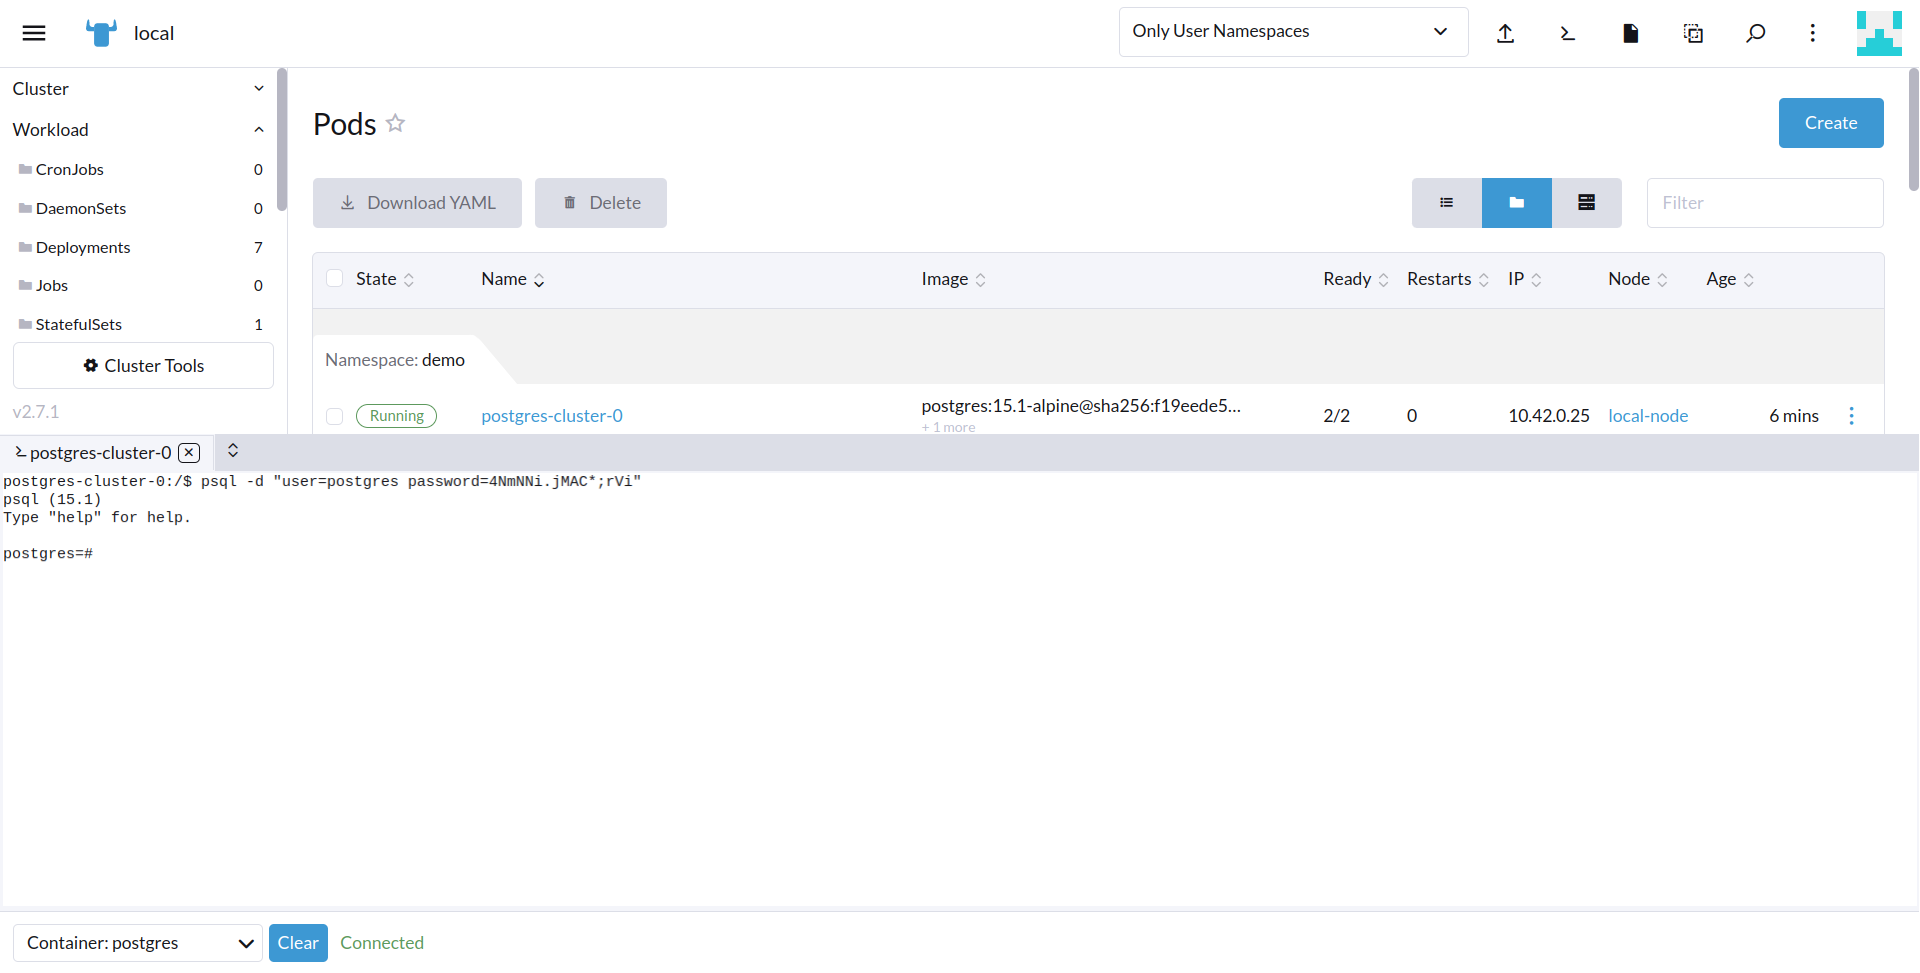 local
Only User Namespaces
Cluster
Workload
CronJobs 0
DaemonSets 0
Deployments 7
Jobs 0
StatefulSets 1
Cluster Tools
v2.7.1
Pods
Create
Download YAML
Delete
Filter
State Name Image Ready Restarts IP Node Age
Namespace: demo
Running postgres-cluster-0 postgres:15.1-alpine@sha256:f19eede5... 2/2 0 10.42.0.25 local-node 6 mins
+ 1 more
postgres-cluster-0
postgres-cluster-0:/$ psql -d "user=postgres password=4NmNNi.jMAC*;rVi"
psql (15.1)
Type "help" for help.
postgres=#
Container: postgres
Clear
Connected